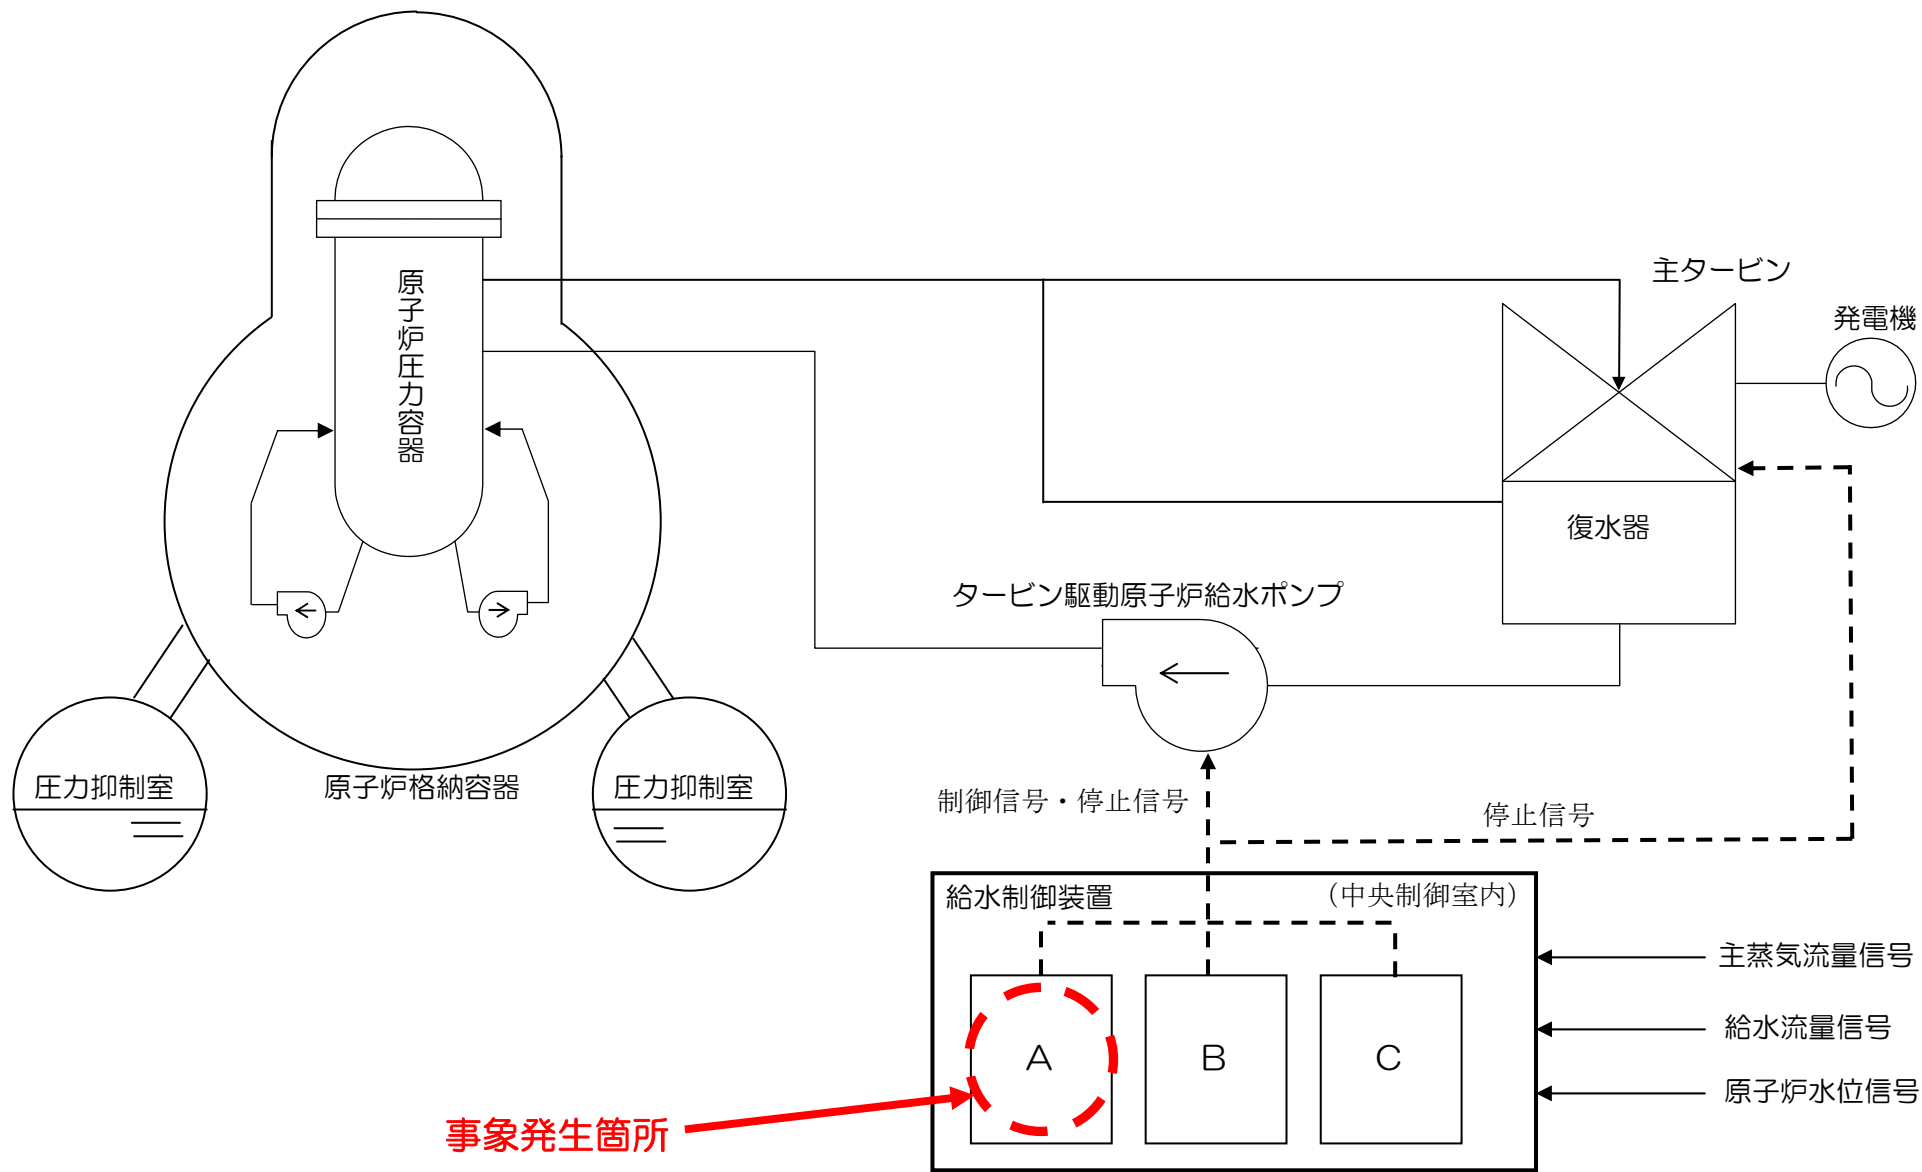 主タービン
発電機
原子炉圧力容器
復水器
タービン駆動原子炉給水ポンプ
圧力抑制室
原子炉格納容器
圧力抑制室
制御信号・停止信号
停止信号
給水制御装置
（中央制御室内）
主蒸気流量信号
給水流量信号
A
B
C
原子炉水位信号
事象発生箇所